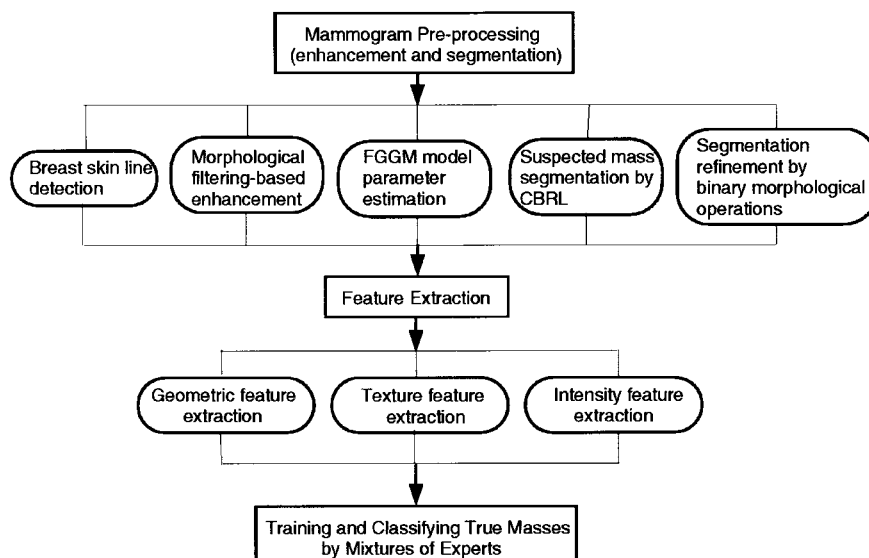 Mammogram Pre-processing
(enhancement and segmentation)
Breast skin line
detection
Morphological
filtering-based
enhancement
FGGM model
parameter
estimation
Suspected mass
segmentation by
CBRL
Segmentation
refinement by
binary morphological
operations
Feature Extraction
Geometric feature
extraction
Texture feature
extraction
Intensity feature
extraction
Training and Classifying True Masses
by Mixtures of Experts